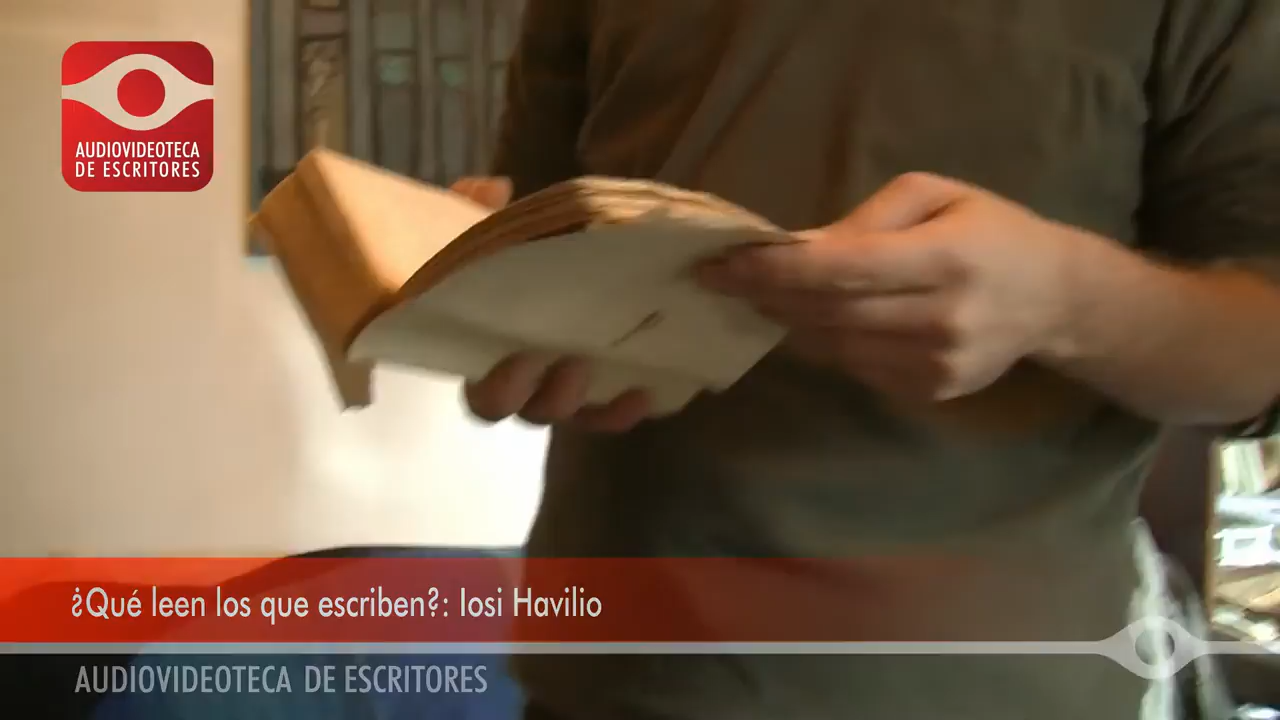 AUDIOVIDEOTECA
DE ESCRITORES
¿Qué leen los que escriben?: Iosi Havilio
AUDIOVIDEOTECA DE ESCRITORES